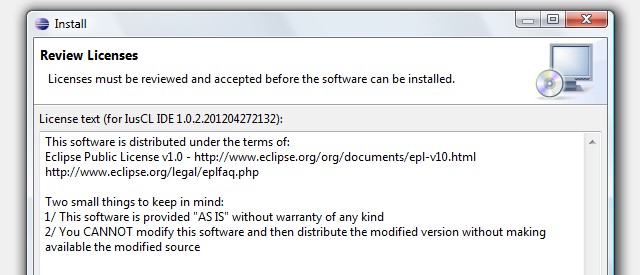 Install
Review Licenses
Licenses must be reviewed and accepted before the software can be installed.
License text (for IusCL IDE 1.0.2.201204272132):
This software is distributed under the terms of:
Eclipse Public License v1.0 - http://www.eclipse.org/org/documents/epl-v10.html
http://www.eclipse.org/legal/eplfaq.php
Two small things to keep in mind:
1/ This software is provided "AS IS" without warranty of any kind
2/ You CANNOT modify this software and then distribute the modified version without making
available the modified source